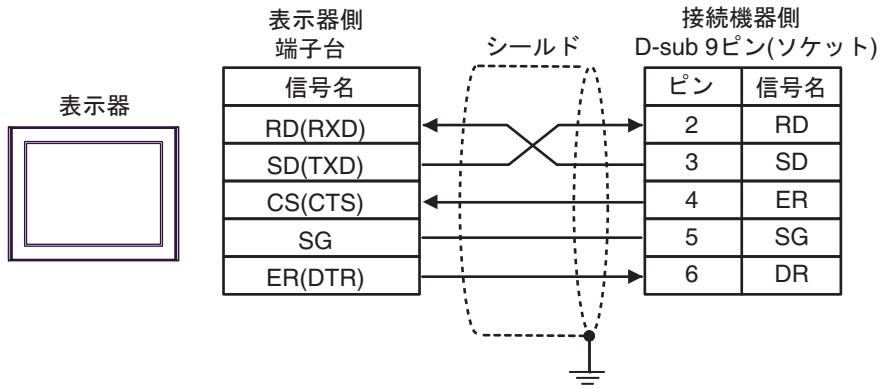 表示器側
端子台
シールド
接続機器側
D-sub 9ピン(ソケット)
表示器
信号名
ピン 信号名
RD(RXD) 2 RD
SD(TXD) 3 SD
CS(CTS) 4 ER
SG 5 SG
ER(DTR) 6 DR